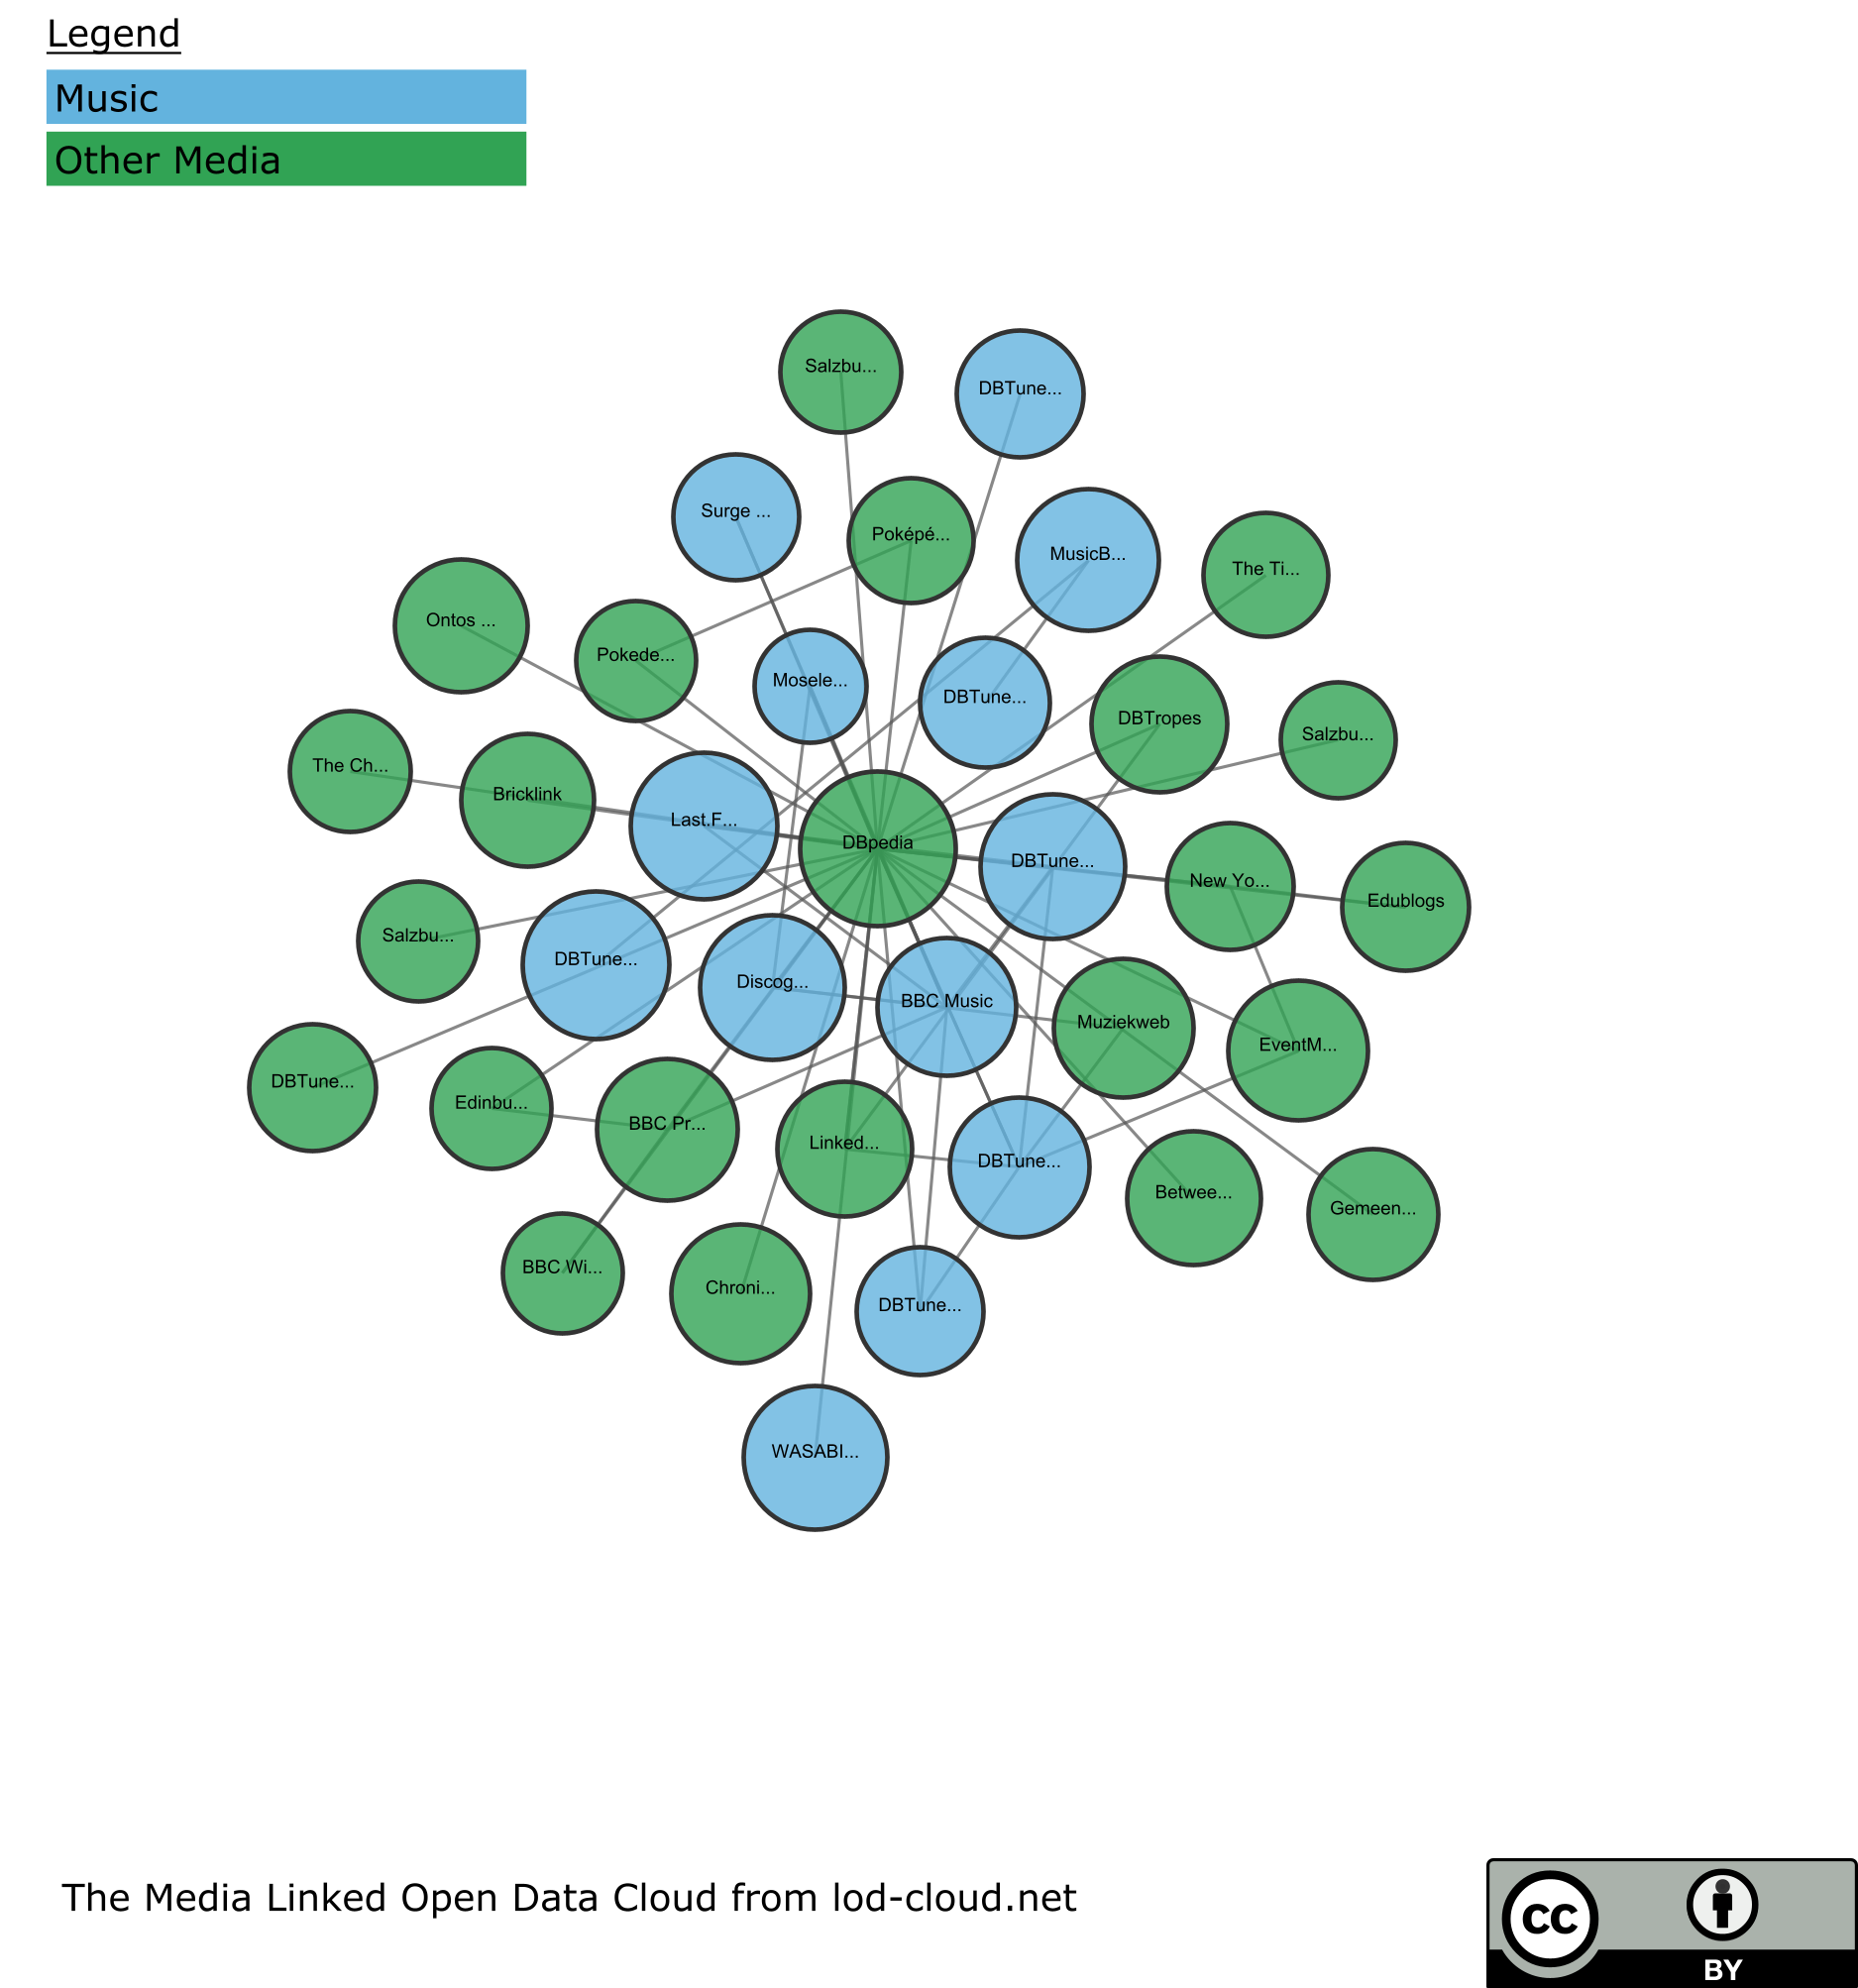 Legend
Music
Other Media
Salzbu...
DBTune...
Surge ...
Poképé...
MusicB...
The Ti...
Ontos ...
Pokede...
Mosele...
DBTune...
DBTropes
Salzbu...
The Ch...
Bricklink
Last.F...
DBpedia
DBTune...
New Yo...
Edublogs
Salzbu...
DBTune...
Discog...
BBC Music
Muziekweb
EventM...
DBTune...
Edinbu...
BBC Pr...
Linked...
DBTune...
Betwee...
Gemeen...
BBC Wi...
Chroni...
DBTune...
WASABI...
The Media Linked Open Data Cloud from lod-cloud.net
cc
BY